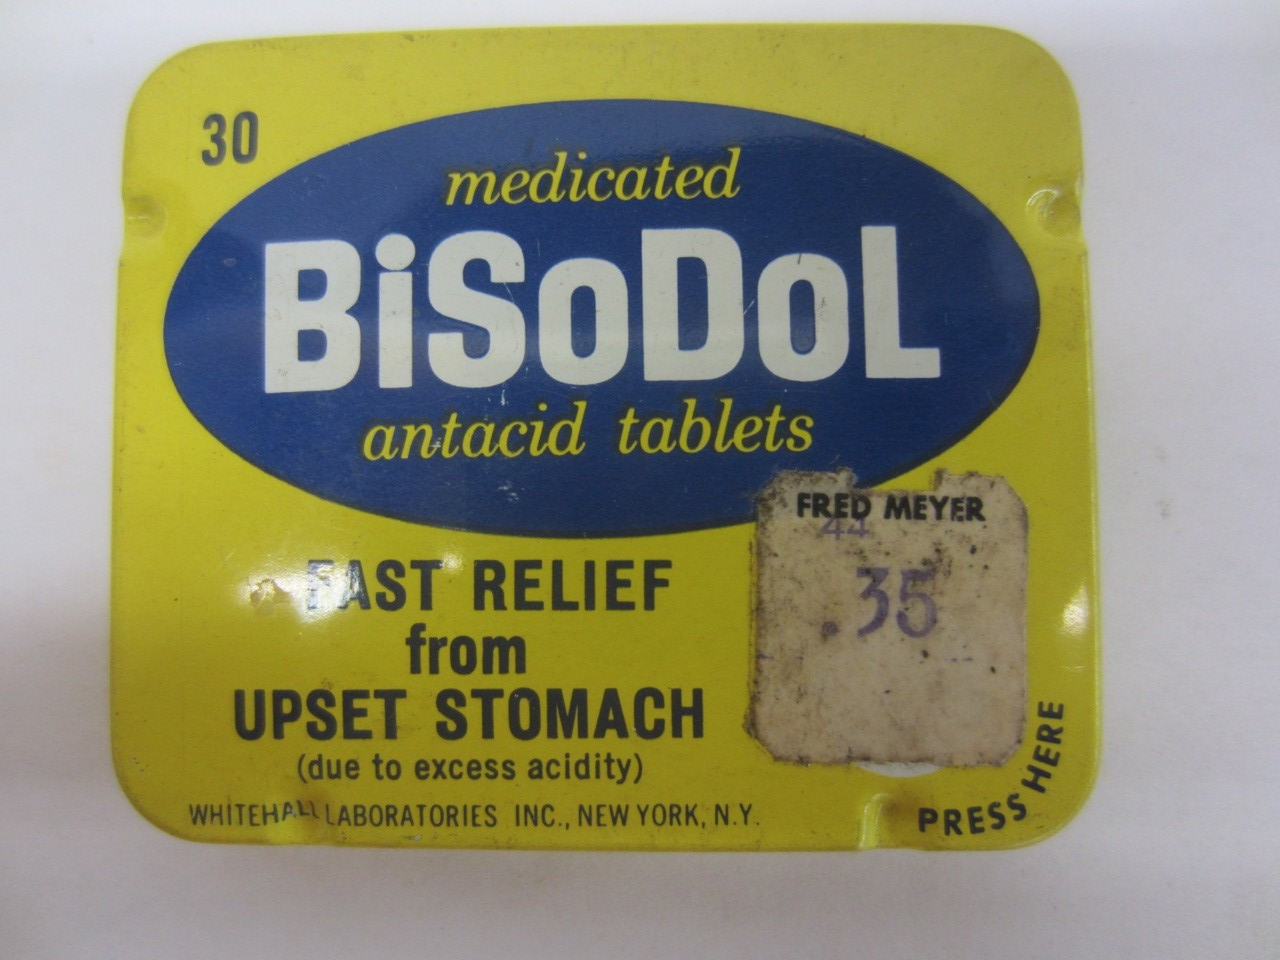 30
medicated
BiSoDoL
antacid tablets
FRED MEYER
44
.35
FAST RELIEF
from
UPSET STOMACH
(due to excess acidity)
WHITEHALL LABORATORIES INC., NEW YORK, N.Y.
PRESS HERE